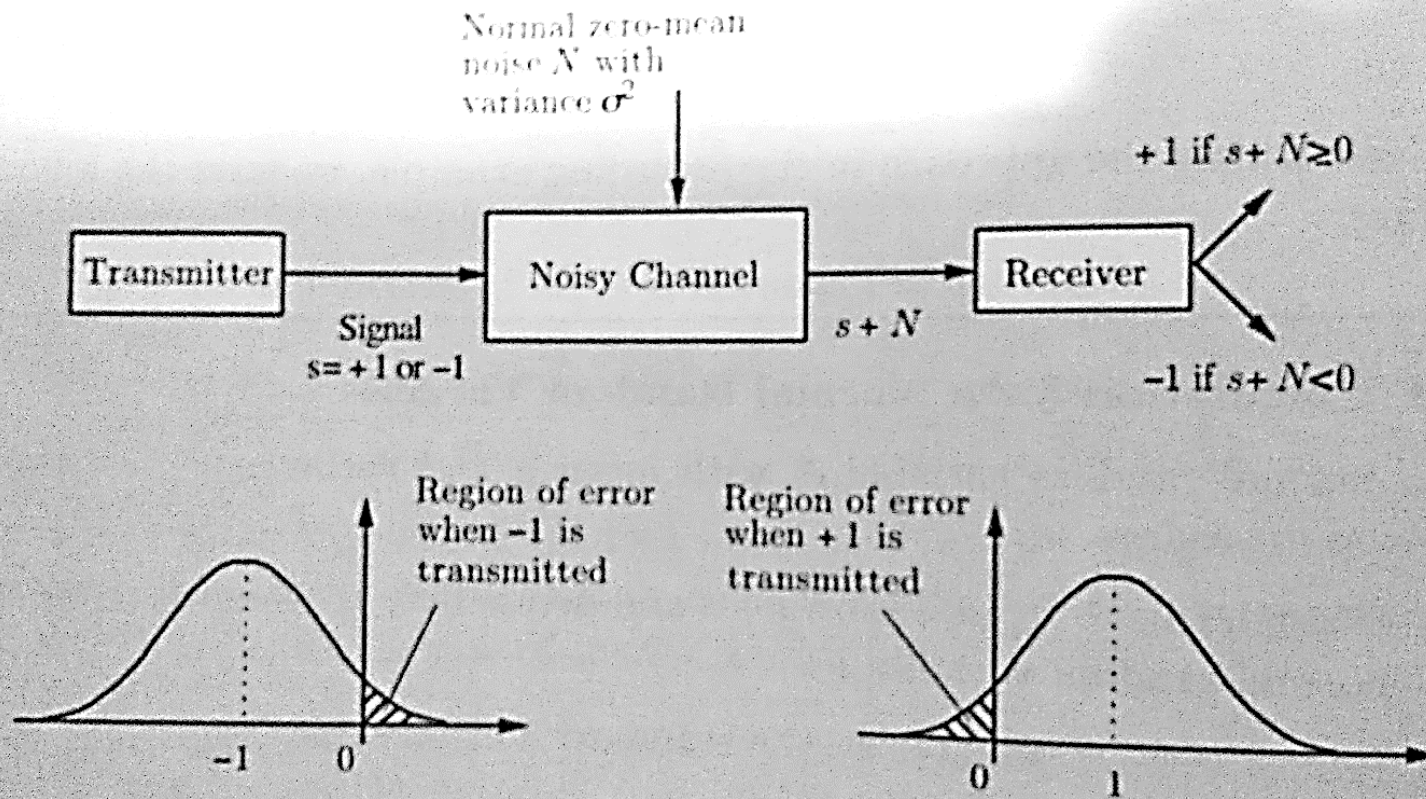 Normal zero-mean
noise N with
variance σ²
+1 if s+ N≥0
Transmitter
Noisy Channel
Receiver
Signal
s= +1 or −1
s + N
−1 if s+ N<0
Region of error
when −1 is
transmitted
Region of error
when + 1 is
transmitted
−1
0
0
1